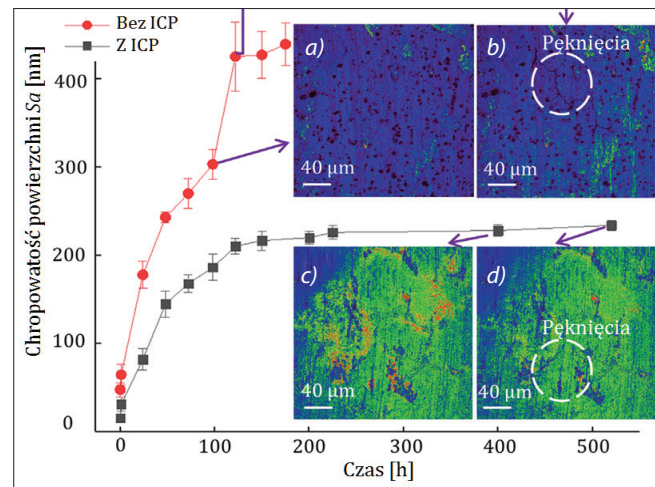 Bez ICP
Z ICP
Chropowatość powierzchni Sa [nm]
400
300
200
100
0
a)
40 μm
b)
Pęknięcia
40 μm
c)
40 μm
d)
Pęknięcia
40 μm
0
100
200
300
400
500
Czas [h]